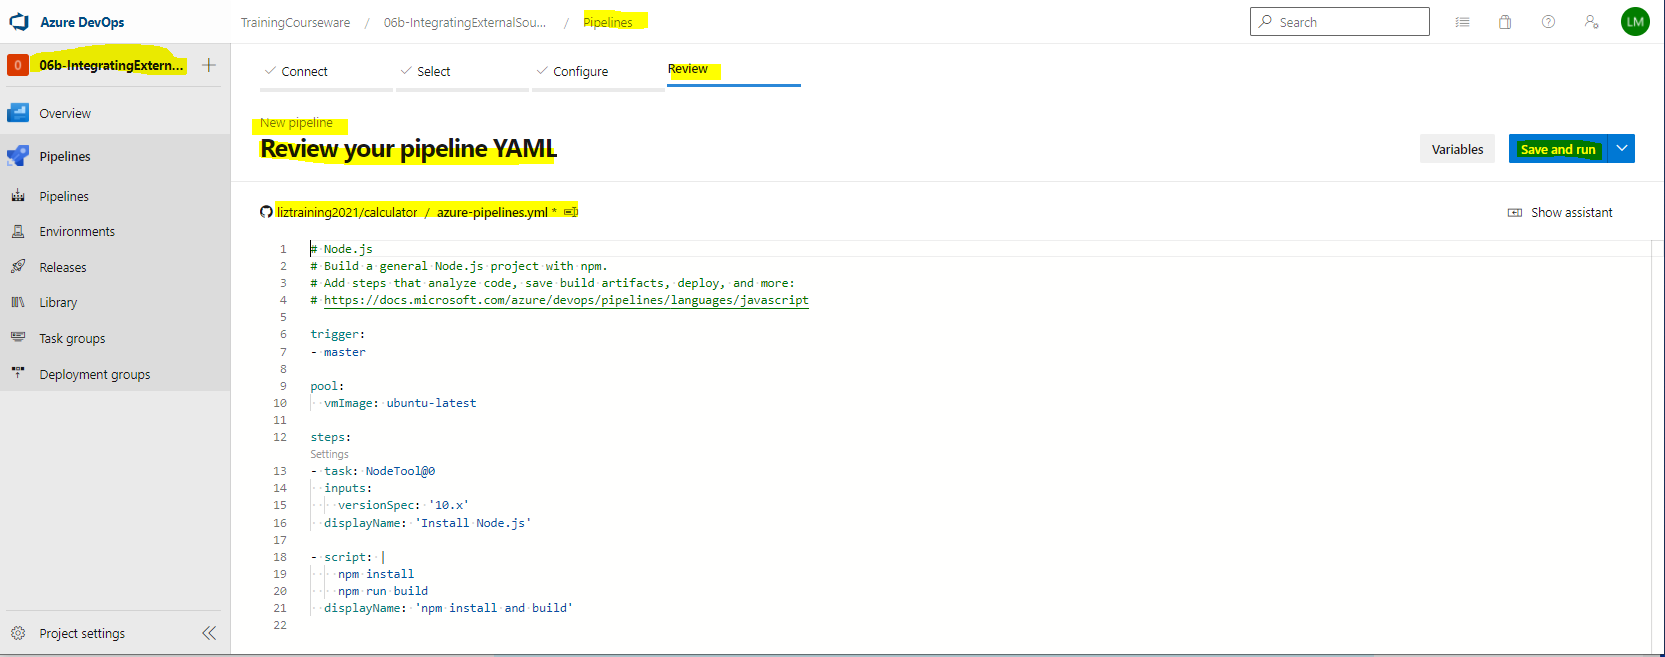 Azure DevOps
TrainingCourseware / 06b-IntegratingExternalSou... / Pipelines
Search
LM
0 06b-IntegratingExtern...
Overview
Pipelines
Pipelines
Environments
Releases
Library
Task groups
Deployment groups
Project settings
Connect
Select
Configure
Review
New pipeline
Review your pipeline YAML
Variables
Save and run
liztraining2021/calculator / azure-pipelines.yml *
Show assistant
1 # Node.js
2 # Build a general Node.js project with npm.
3 # Add steps that analyze code, save build artifacts, deploy, and more:
4 # https://docs.microsoft.com/azure/devops/pipelines/languages/javascript
5
6 trigger:
7 - master
8
9 pool:
10   vmImage: ubuntu-latest
11
12 steps:
Settings
13 - task: NodeTool@0
14   inputs:
15     versionSpec: '10.x'
16   displayName: 'Install Node.js'
17
18 - script: |
19     npm install
20     npm run build
21   displayName: 'npm install and build'
22